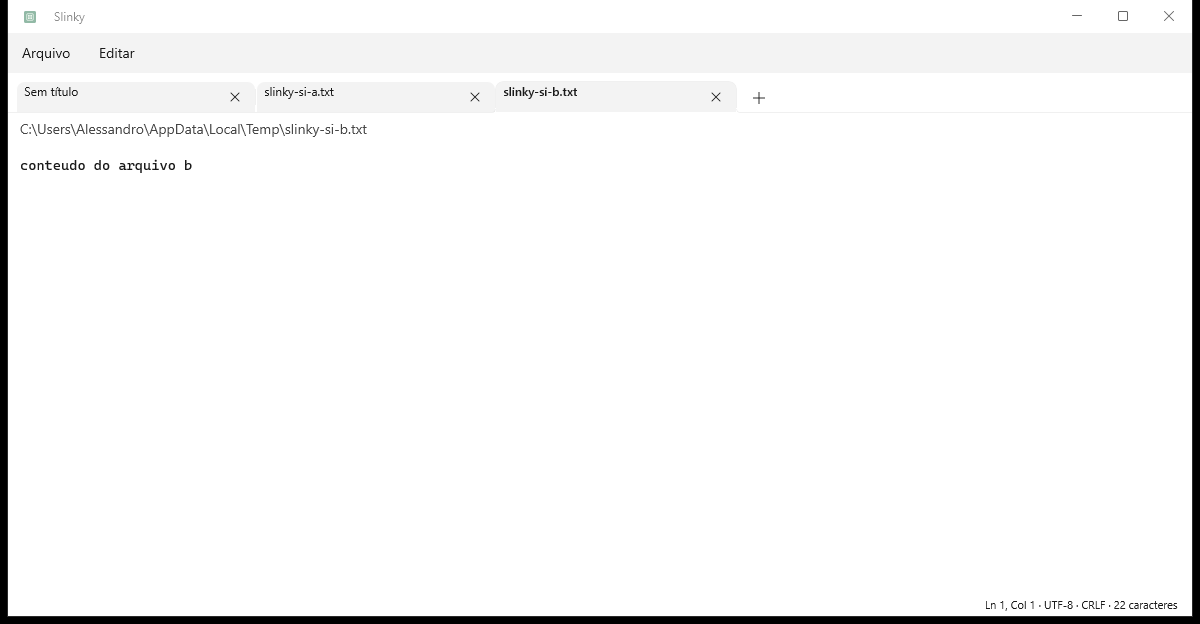 Slinky
Arquivo Editar
Sem título slinky-si-a.txt slinky-si-b.txt
C:\Users\Alessandro\AppData\Local\Temp\slinky-si-b.txt
conteudo do arquivo b
Ln 1, Col 1 · UTF-8 · CRLF · 22 caracteres